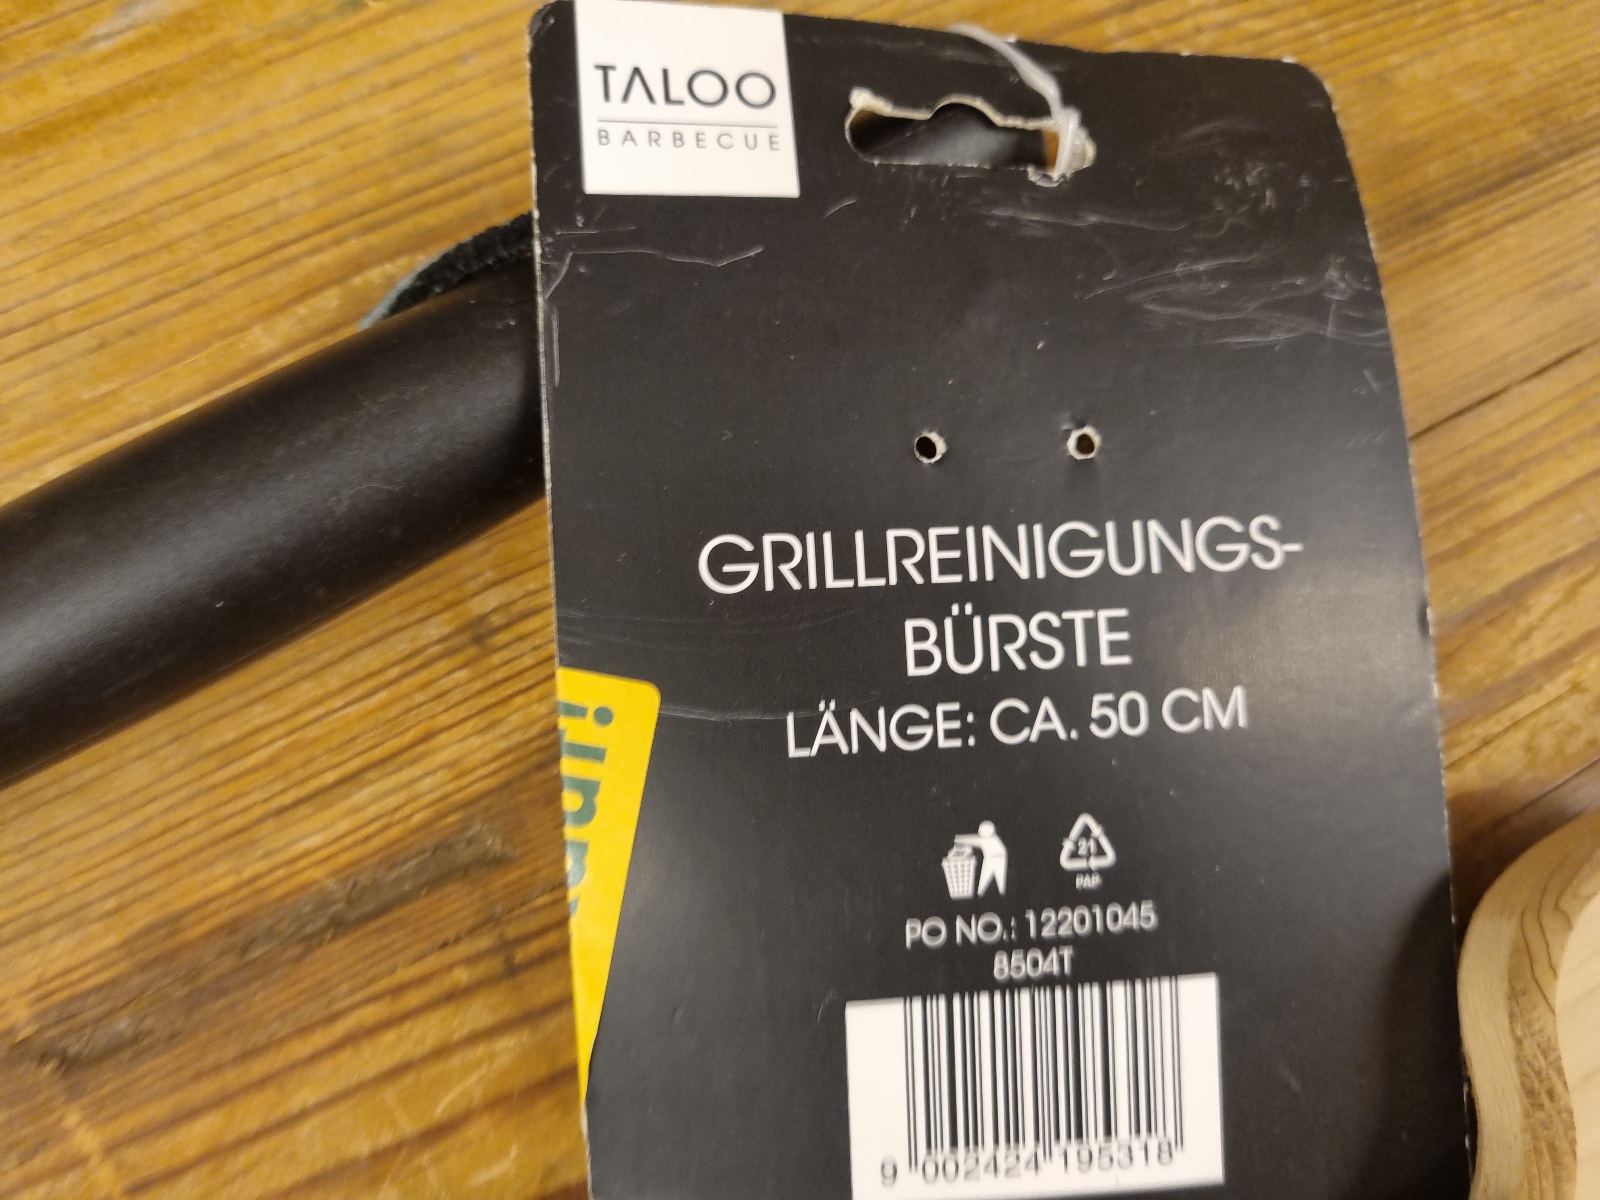 TALOO
BARBECUE
GRILLREINIGUNGS-
BÜRSTE
LÄNGE: CA. 50 CM
21
PAP
PO NO.: 12201045
8504T
9 002424 195318